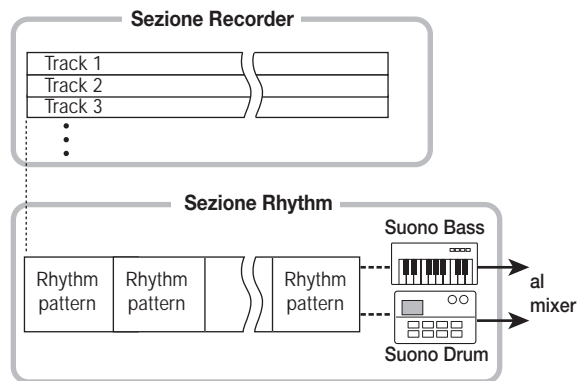 Sezione Recorder
Track 1
Track 2
Track 3
Sezione Rhythm
Suono Bass
Rhythm
pattern
Rhythm
pattern
Rhythm
pattern
al
mixer
Suono Drum